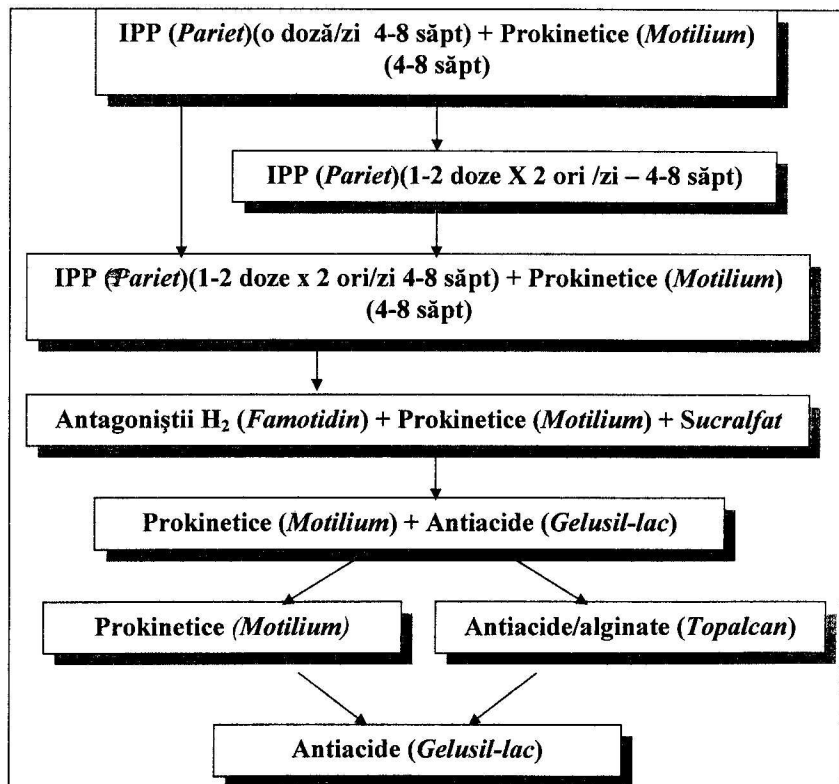 IPP (Pariet)(o doză/zi 4-8 săpt) + Prokinetice (Motilium)
(4-8 săpt)
IPP (Pariet)(1-2 doze X 2 ori /zi – 4-8 săpt)
IPP (Pariet)(1-2 doze x 2 ori/zi 4-8 săpt) + Prokinetice (Motilium)
(4-8 săpt)
Antagoniştii H₂ (Famotidin) + Prokinetice (Motilium) + Sucralfat
Prokinetice (Motilium) + Antiacide (Gelusil-lac)
Prokinetice (Motilium)
Antiacide/alginate (Topalcan)
Antiacide (Gelusil-lac)